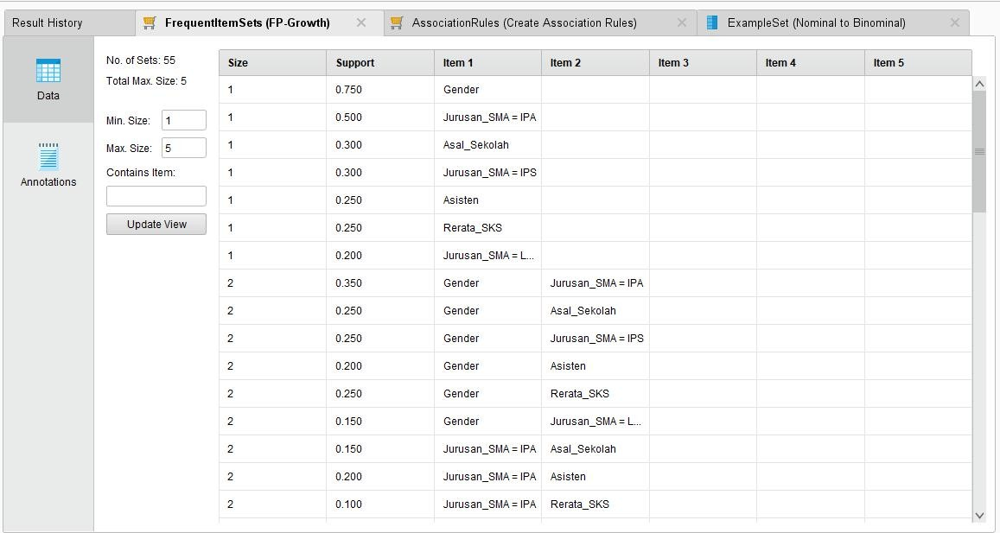 Result History
FrequentItemSets (FP-Growth)
AssociationRules (Create Association Rules)
ExampleSet (Nominal to Binominal)
Data
Annotations
No. of Sets: 55
Total Max. Size: 5
Min. Size: 1
Max. Size: 5
Contains Item:
Update View
Size Support Item 1 Item 2 Item 3 Item 4 Item 5
1 0.750 Gender
1 0.500 Jurusan_SMA = IPA
1 0.300 Asal_Sekolah
1 0.300 Jurusan_SMA = IPS
1 0.250 Asisten
1 0.250 Rerata_SKS
1 0.200 Jurusan_SMA = L...
2 0.350 Gender Jurusan_SMA = IPA
2 0.250 Gender Asal_Sekolah
2 0.250 Gender Jurusan_SMA = IPS
2 0.200 Gender Asisten
2 0.250 Gender Rerata_SKS
2 0.150 Gender Jurusan_SMA = L...
2 0.150 Jurusan_SMA = IPA Asal_Sekolah
2 0.200 Jurusan_SMA = IPA Asisten
2 0.100 Jurusan_SMA = IPA Rerata_SKS